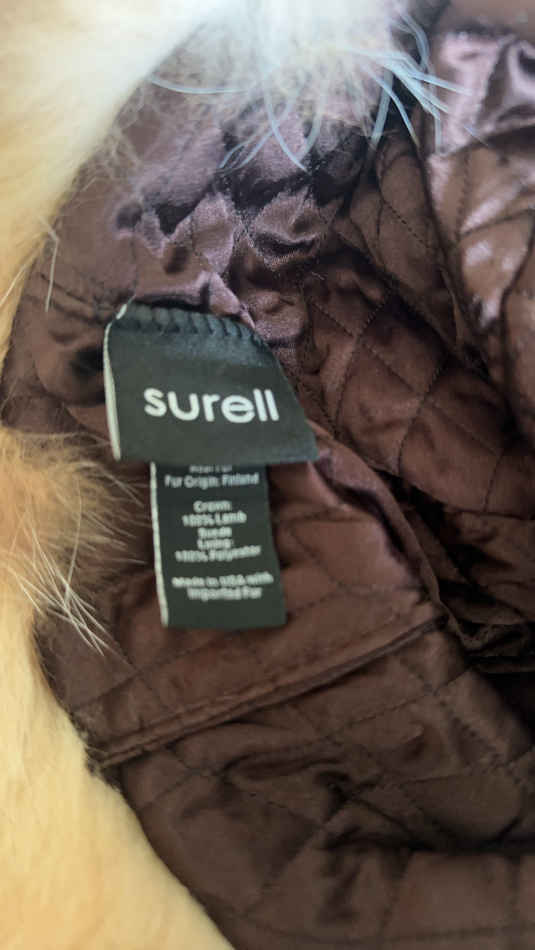 surell
Fur Origin: Finland
Crown:
100% Lamb
Suede
Lining:
100% Polyester
Made in USA with
Imported Fur